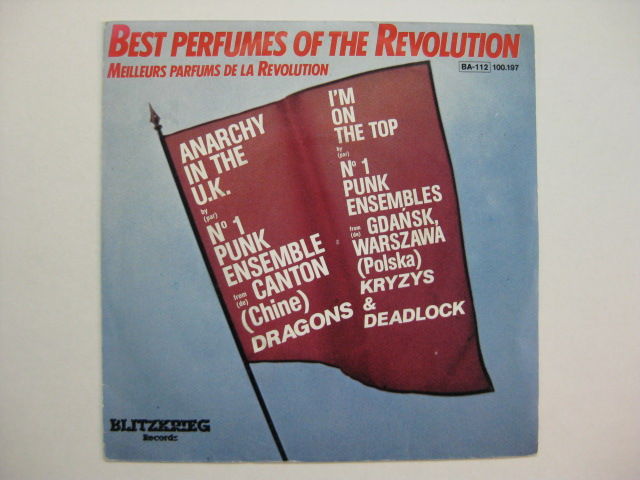 BEST PERFUMES OF THE REVOLUTION
MEILLEURS PARFUMS DE LA REVOLUTION
BA-112 100.197
ANARCHY
IN THE
U.K.
by
(par)
Nº 1
PUNK
ENSEMBLE
from
(de) CANTON
(Chine)
DRAGONS
I'M
ON
THE TOP
by
(par)
Nº 1
PUNK
ENSEMBLES
from
(de) GDAŃSK,
WARSZAWA
(Polska)
KRYZYS
&
DEADLOCK
BLITZKRIEG
Records